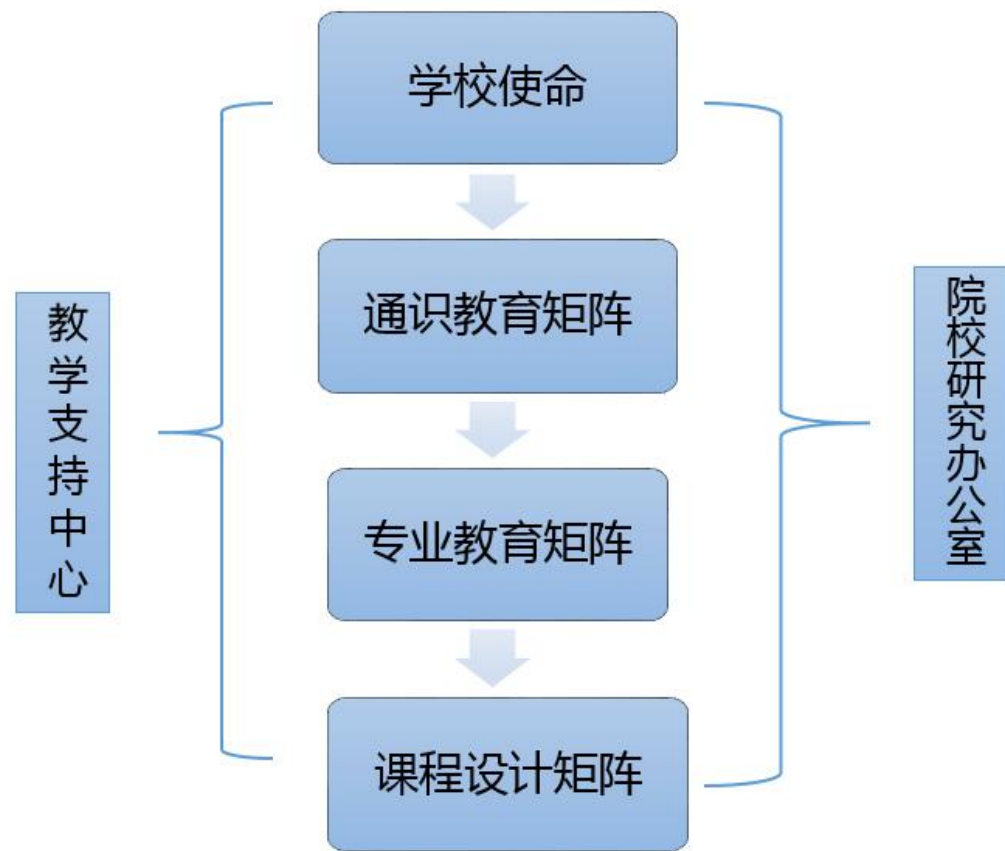 学校使命
通识教育矩阵
专业教育矩阵
课程设计矩阵
教学支持中心
院校研究办公室